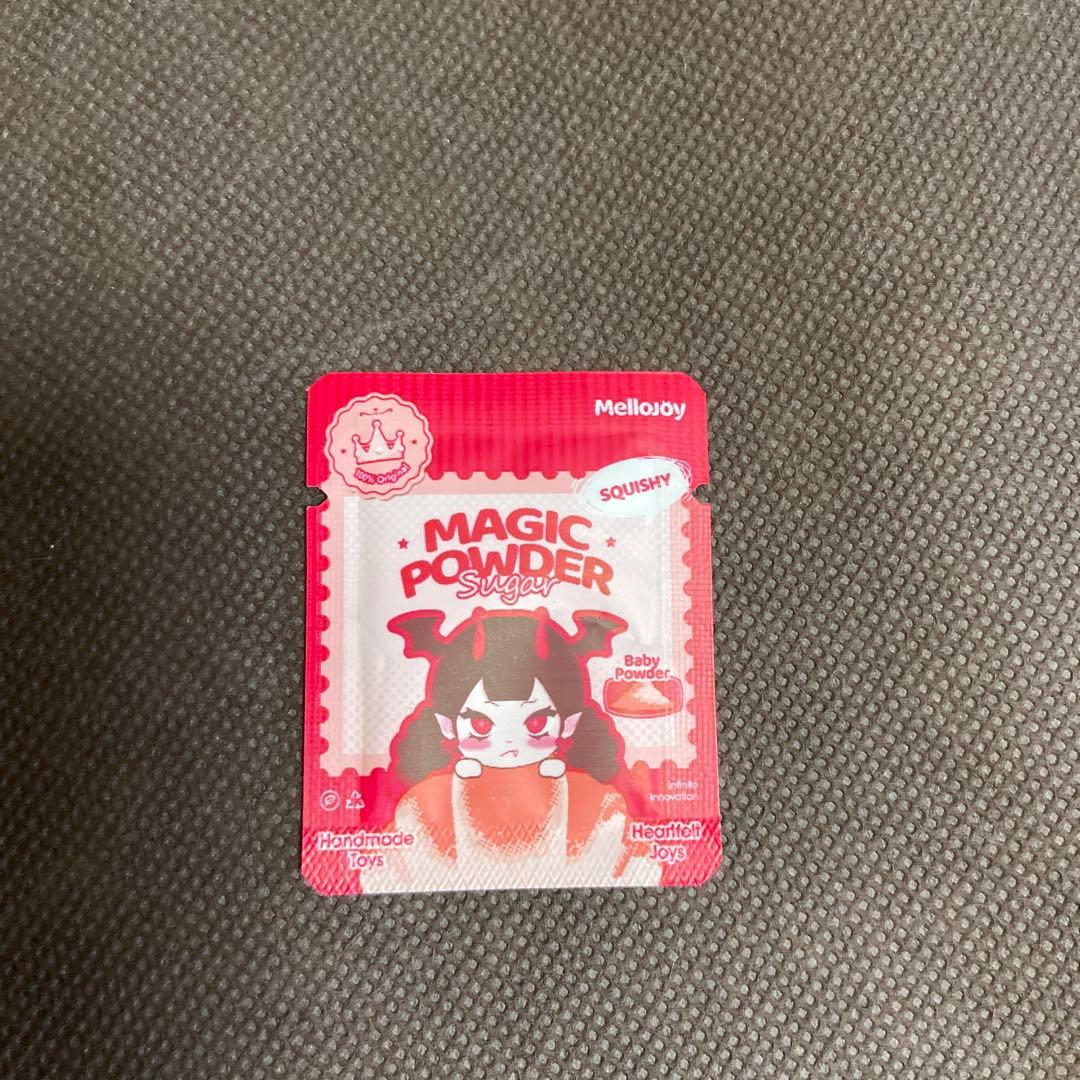 MelloJoy
100% Original
SQUISHY
MAGIC
POWDER
Sugar
Baby
Powder
Infinite
Innovation
Handmade
Toys
Heartfelt
Joys